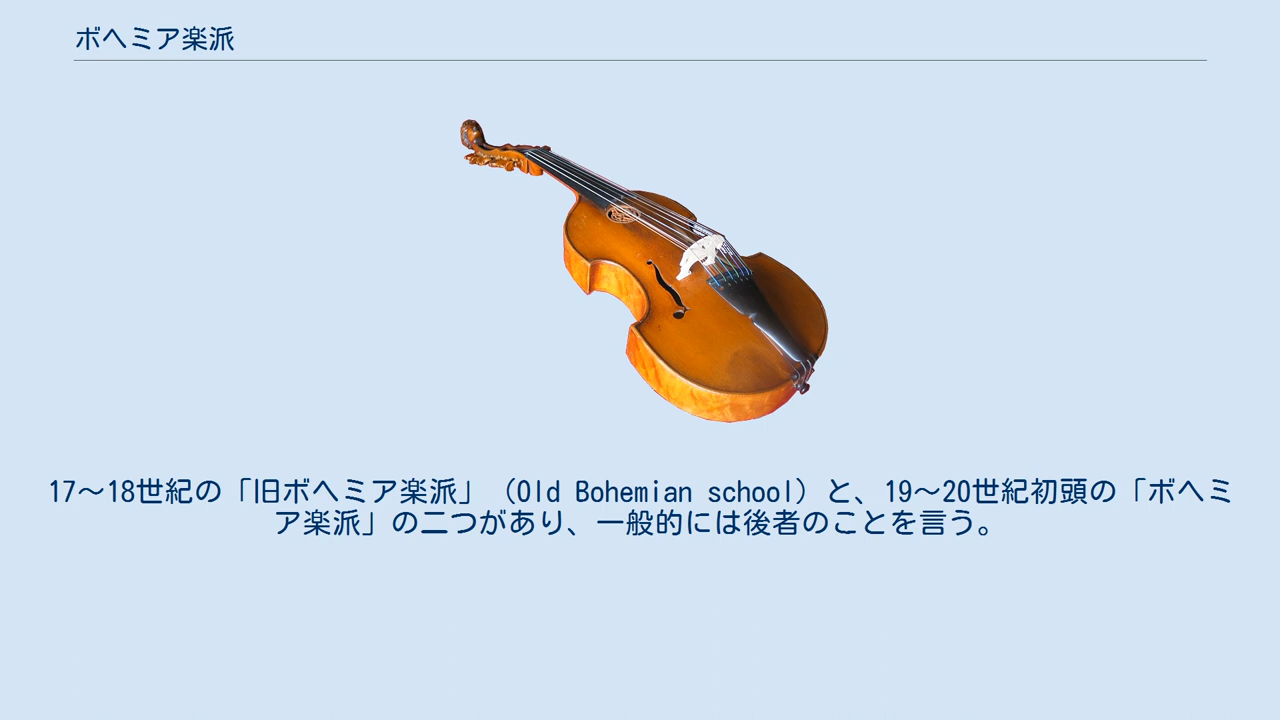 ボヘミア楽派
17〜18世紀の「旧ボヘミア楽派」（Old Bohemian school）と、19〜20世紀初頭の「ボヘミ
ア楽派」の二つがあり、一般的には後者のことを言う。